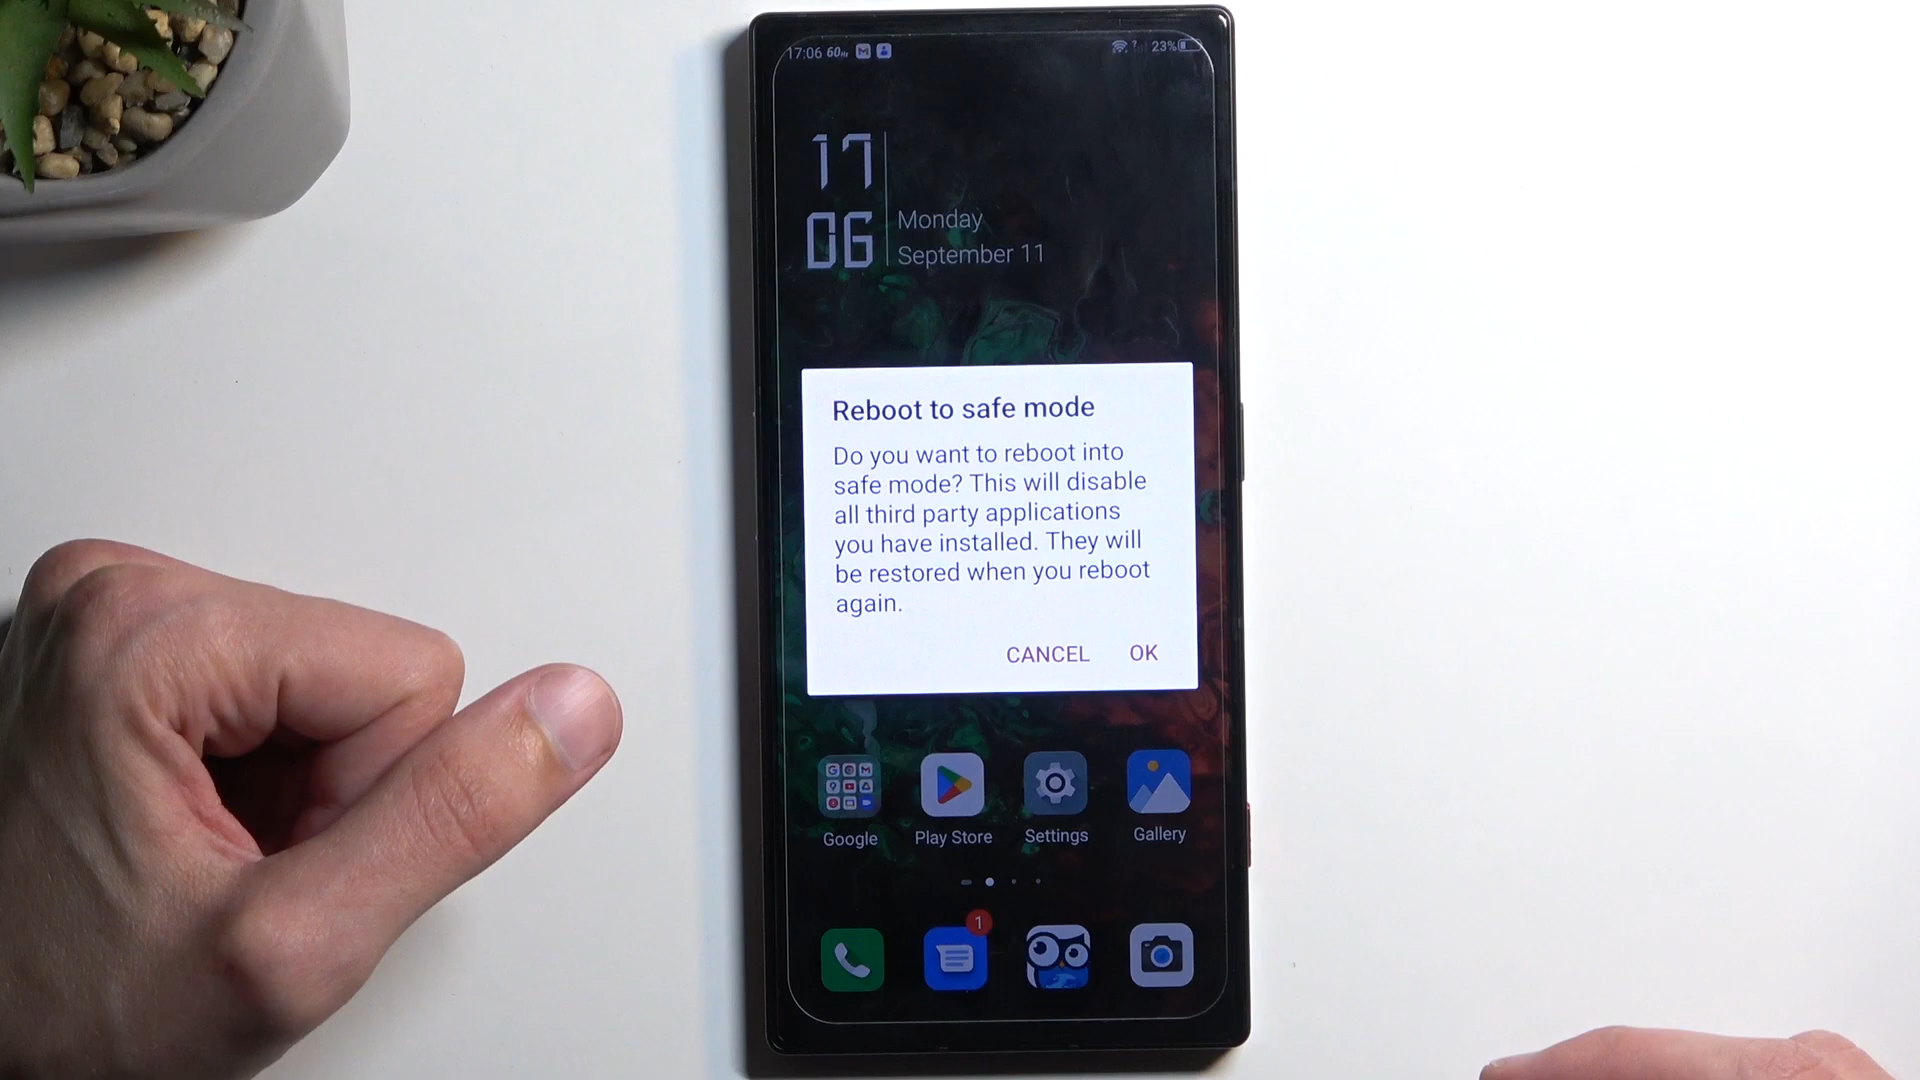 17:06 60Hz
23%
17
06
Monday
September 11
Reboot to safe mode
Do you want to reboot into
safe mode? This will disable
all third party applications
you have installed. They will
be restored when you reboot
again.
CANCEL OK
Google Play Store Settings Gallery
1